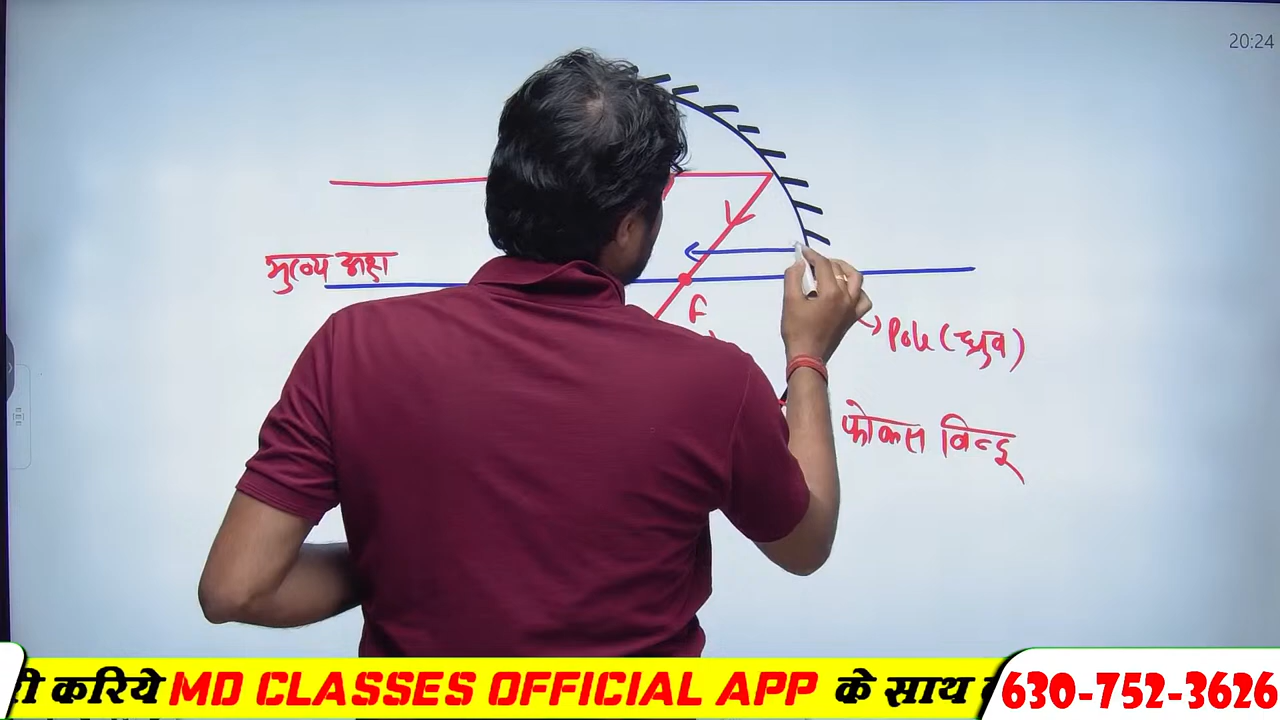 20:24
मुख्य अक्ष
F
Pole (ध्रुव)
फोकस बिन्दू
री करिये MD CLASSES OFFICIAL APP के साथ
630-752-3626